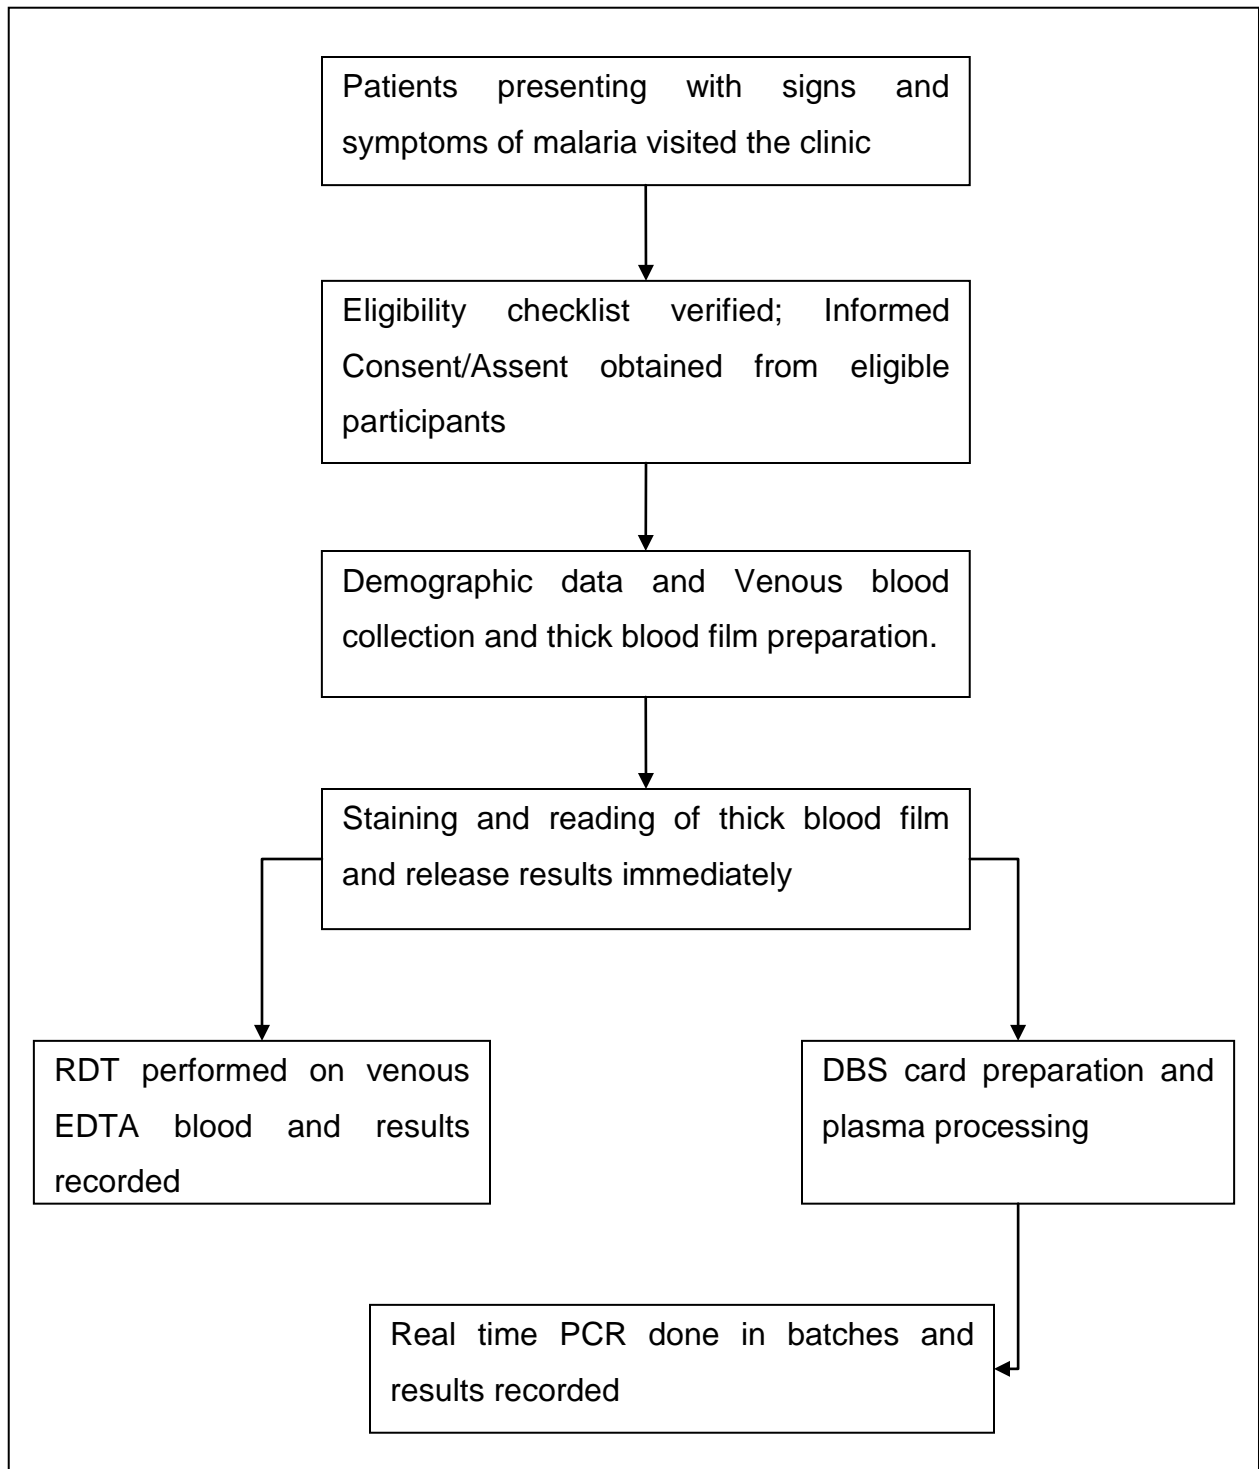 Patients presenting with signs and
symptoms of malaria visited the clinic
Eligibility checklist verified; Informed
Consent/Assent obtained from eligible
participants
Demographic data and Venous blood
collection and thick blood film preparation.
Staining and reading of thick blood film
and release results immediately
RDT performed on venous
EDTA blood and results
recorded
DBS card preparation and
plasma processing
Real time PCR done in batches and
results recorded